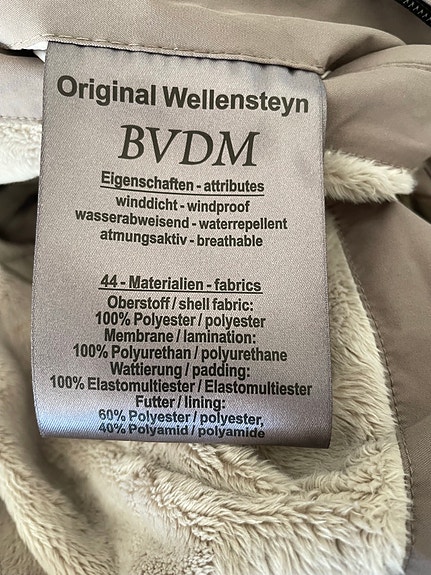 Original Wellensteyn
BVDM
Eigenschaften - attributes
winddicht - windproof
wasserabweisend - waterrepellent
atmungsaktiv - breathable
44 - Materialien - fabrics
Oberstoff / shell fabric:
100% Polyester / polyester
Membrane / lamination:
100% Polyurethan / polyurethane
Wattierung / padding:
100% Elastomultiester / Elastomultiester
Futter / lining:
60% Polyester / polyester,
40% Polyamid / polyamide